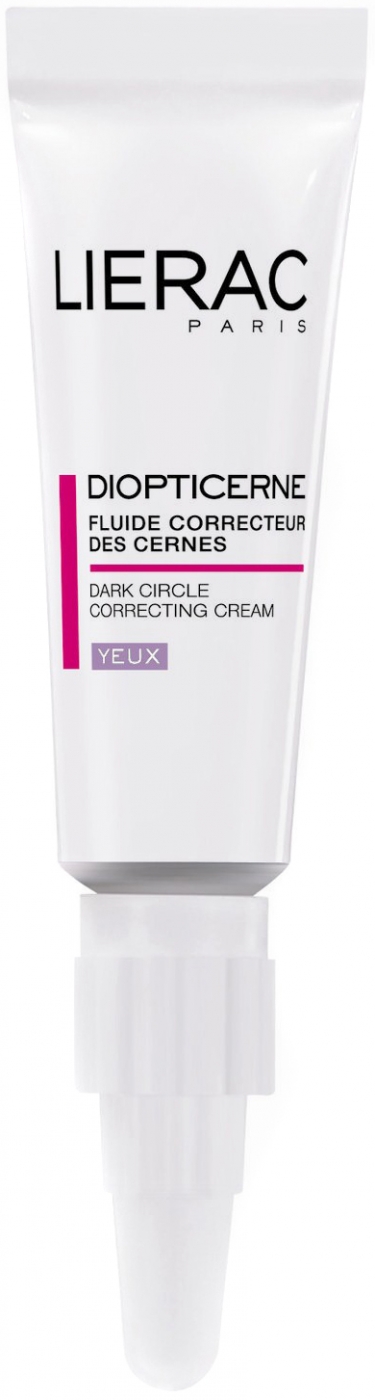 LIERAC
PARIS
DIOPTICERNE
FLUIDE CORRECTEUR
DES CERNES
DARK CIRCLE
CORRECTING CREAM
YEUX